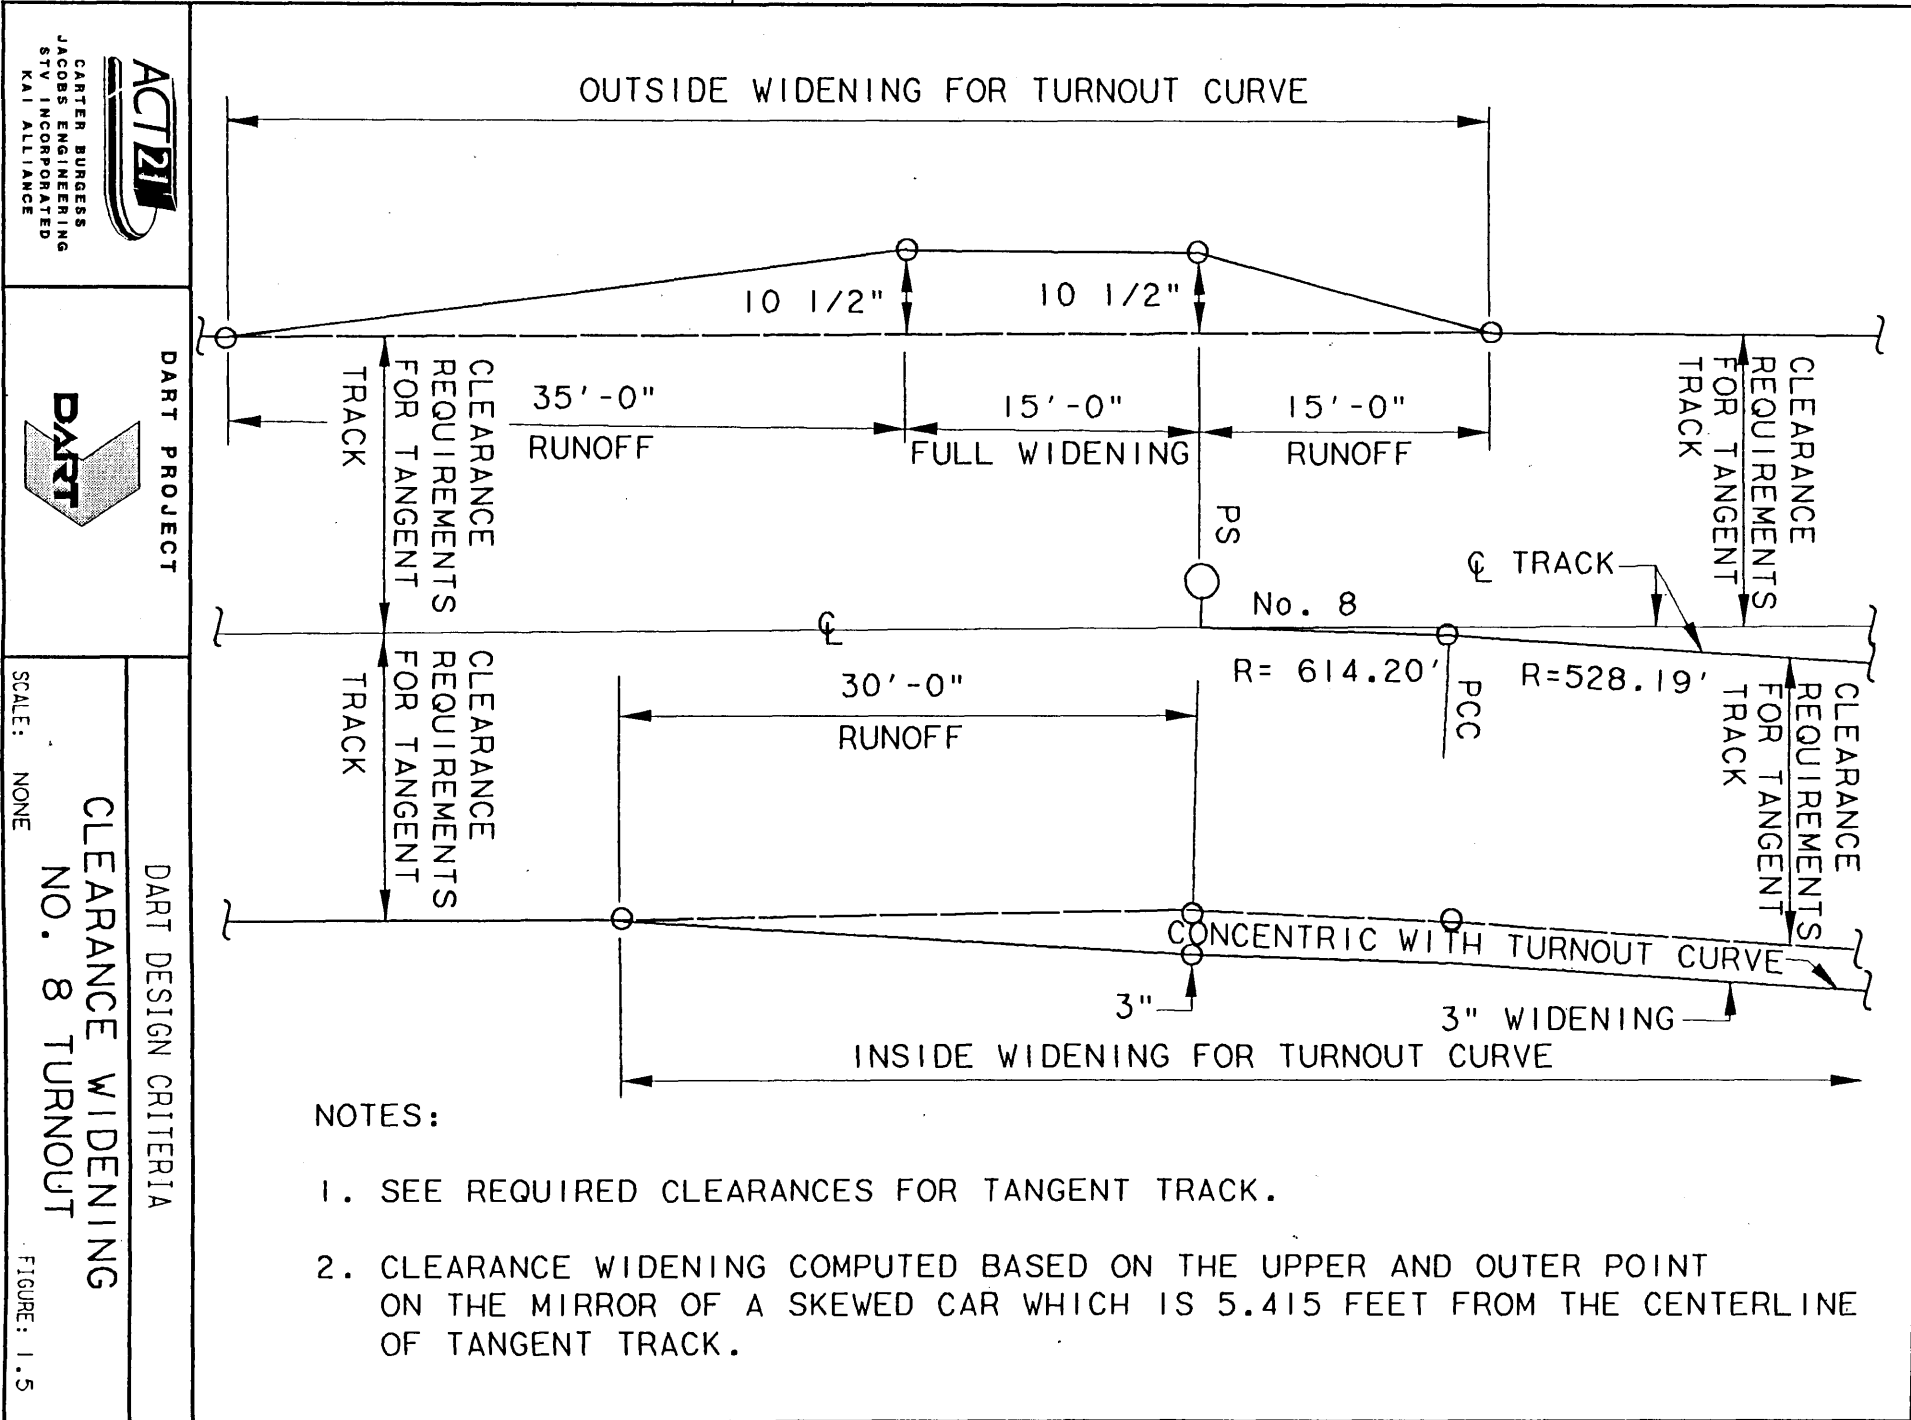 ACT 21
CARTER BURGESS
JACOBS ENGINEERING
STV INCORPORATED
KAI ALLIANCE
DART PROJECT
DART
DART DESIGN CRITERIA
CLEARANCE WIDENING
NO. 8 TURNOUT
SCALE: NONE
FIGURE: 1.5
OUTSIDE WIDENING FOR TURNOUT CURVE
10 1/2"
10 1/2"
CLEARANCE
REQUIREMENTS
FOR TANGENT
TRACK
35'-0"
RUNOFF
15'-0"
FULL WIDENING
15'-0"
RUNOFF
CLEARANCE
REQUIREMENTS
FOR TANGENT
TRACK
PS
℄ TRACK
No. 8
℄
R= 614.20'
PCC
R=528.19'
CLEARANCE
REQUIREMENTS
FOR TANGENT
TRACK
30'-0"
RUNOFF
CLEARANCE
REQUIREMENTS
FOR TANGENT
TRACK
CONCENTRIC WITH TURNOUT CURVE
3"
3" WIDENING
INSIDE WIDENING FOR TURNOUT CURVE
NOTES:
1. SEE REQUIRED CLEARANCES FOR TANGENT TRACK.
2. CLEARANCE WIDENING COMPUTED BASED ON THE UPPER AND OUTER POINT
ON THE MIRROR OF A SKEWED CAR WHICH IS 5.415 FEET FROM THE CENTERLINE
OF TANGENT TRACK.